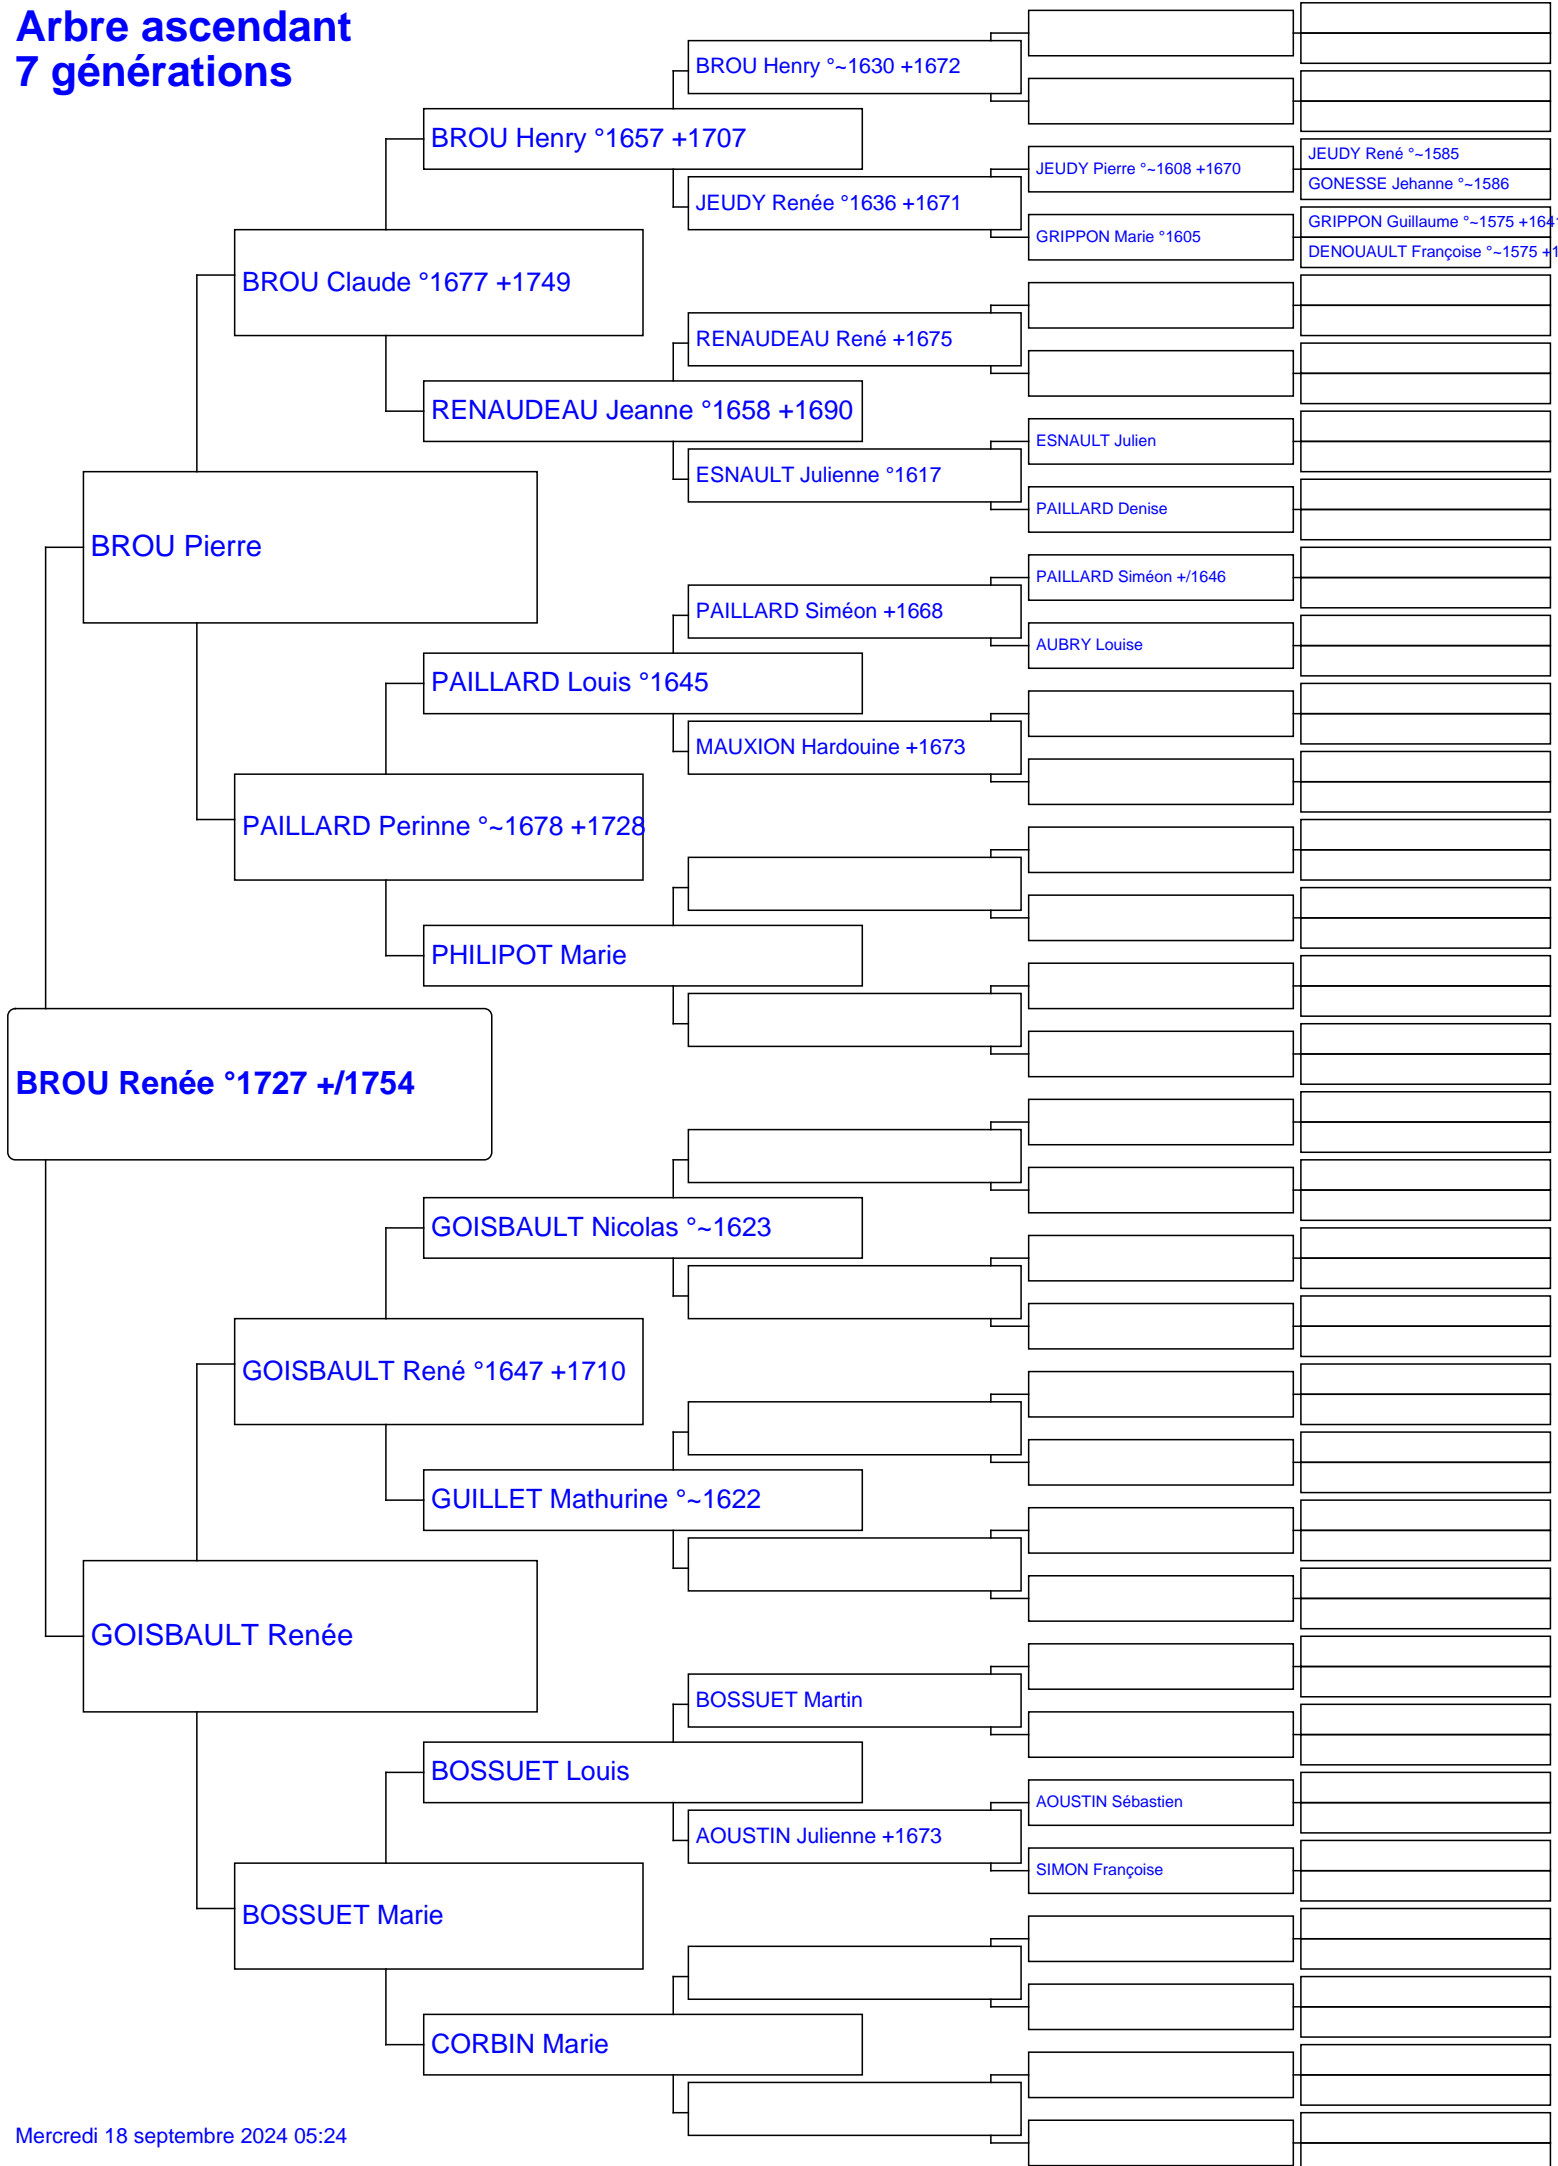 Arbre ascendant
7 générations
BROU Henry °~1630 +1672
BROU Henry °1657 +1707
JEUDY René °~1585
JEUDY Pierre °~1608 +1670
GONESSE Jehanne °~1586
JEUDY Renée °1636 +1671
GRIPPON Guillaume °~1575 +1641
GRIPPON Marie °1605
DENOUAULT Françoise °~1575 +1
BROU Claude °1677 +1749
RENAUDEAU René +1675
RENAUDEAU Jeanne °1658 +1690
ESNAULT Julien
ESNAULT Julienne °1617
PAILLARD Denise
BROU Pierre
PAILLARD Siméon +/1646
PAILLARD Siméon +1668
AUBRY Louise
PAILLARD Louis °1645
MAUXION Hardouine +1673
PAILLARD Perinne °~1678 +1728
PHILIPOT Marie
BROU Renée °1727 +/1754
GOISBAULT Nicolas °~1623
GOISBAULT René °1647 +1710
GUILLET Mathurine °~1622
GOISBAULT Renée
BOSSUET Martin
BOSSUET Louis
AOUSTIN Sébastien
AOUSTIN Julienne +1673
SIMON Françoise
BOSSUET Marie
CORBIN Marie
Mercredi 18 septembre 2024 05:24